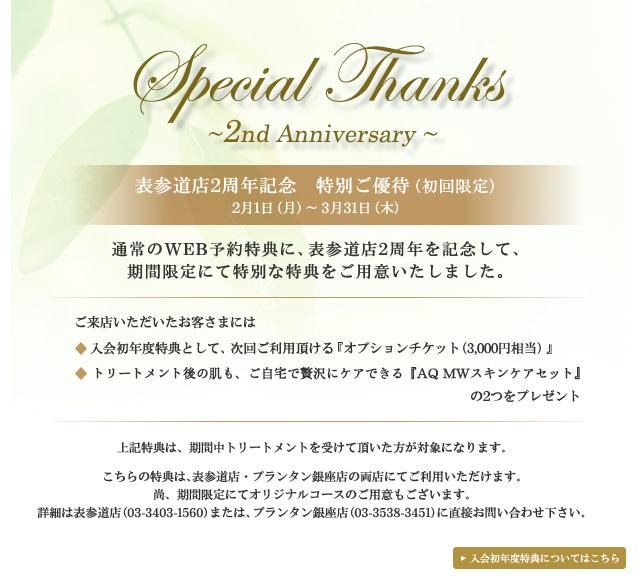 Special Thanks
~2nd Anniversary ~
表参道店2周年記念　特別ご優待（初回限定）
2月1日（月）～ 3月31日（木）
通常のWEB予約特典に、表参道店2周年を記念して、
期間限定にて特別な特典をご用意いたしました。
ご来店いただいたお客さまには
◆ 入会初年度特典として、次回ご利用頂ける『オプションチケット（3,000円相当）』
◆ トリートメント後の肌も、ご自宅で贅沢にケアできる『AQ MWスキンケアセット』
の2つをプレゼント
上記特典は、期間中トリートメントを受けて頂いた方が対象になります。
こちらの特典は、表参道店・プランタン銀座店の両店にてご利用いただけます。
尚、期間限定にてオリジナルコースのご用意もございます。
詳細は表参道店（03-3403-1560）または、プランタン銀座店（03-3538-3451）に直接お問い合わせ下さい。
▶ 入会初年度特典についてはこちら